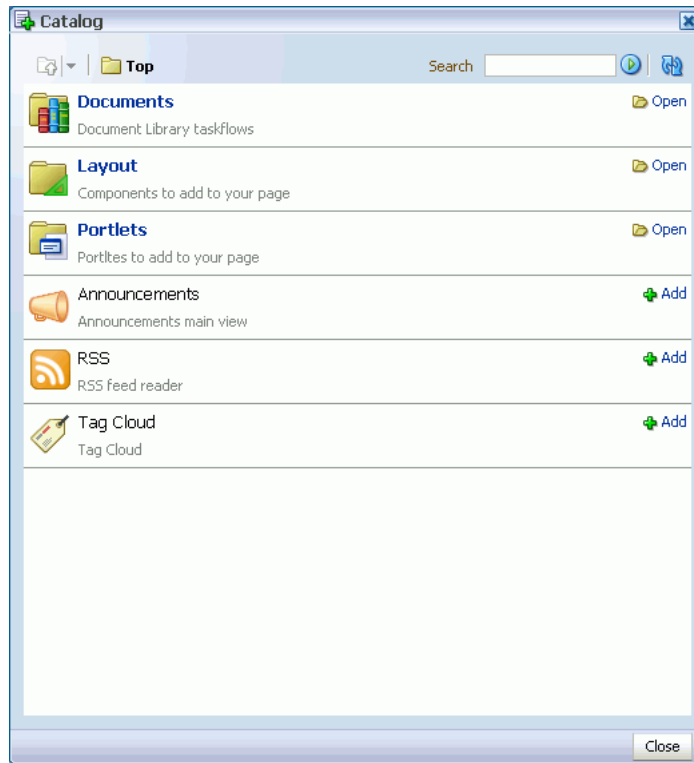 Catalog
Top Search
Documents Open
Document Library taskflows
Layout Open
Components to add to your page
Portlets Open
Portltes to add to your page
Announcements Add
Announcements main view
RSS Add
RSS feed reader
Tag Cloud Add
Tag Cloud
Close